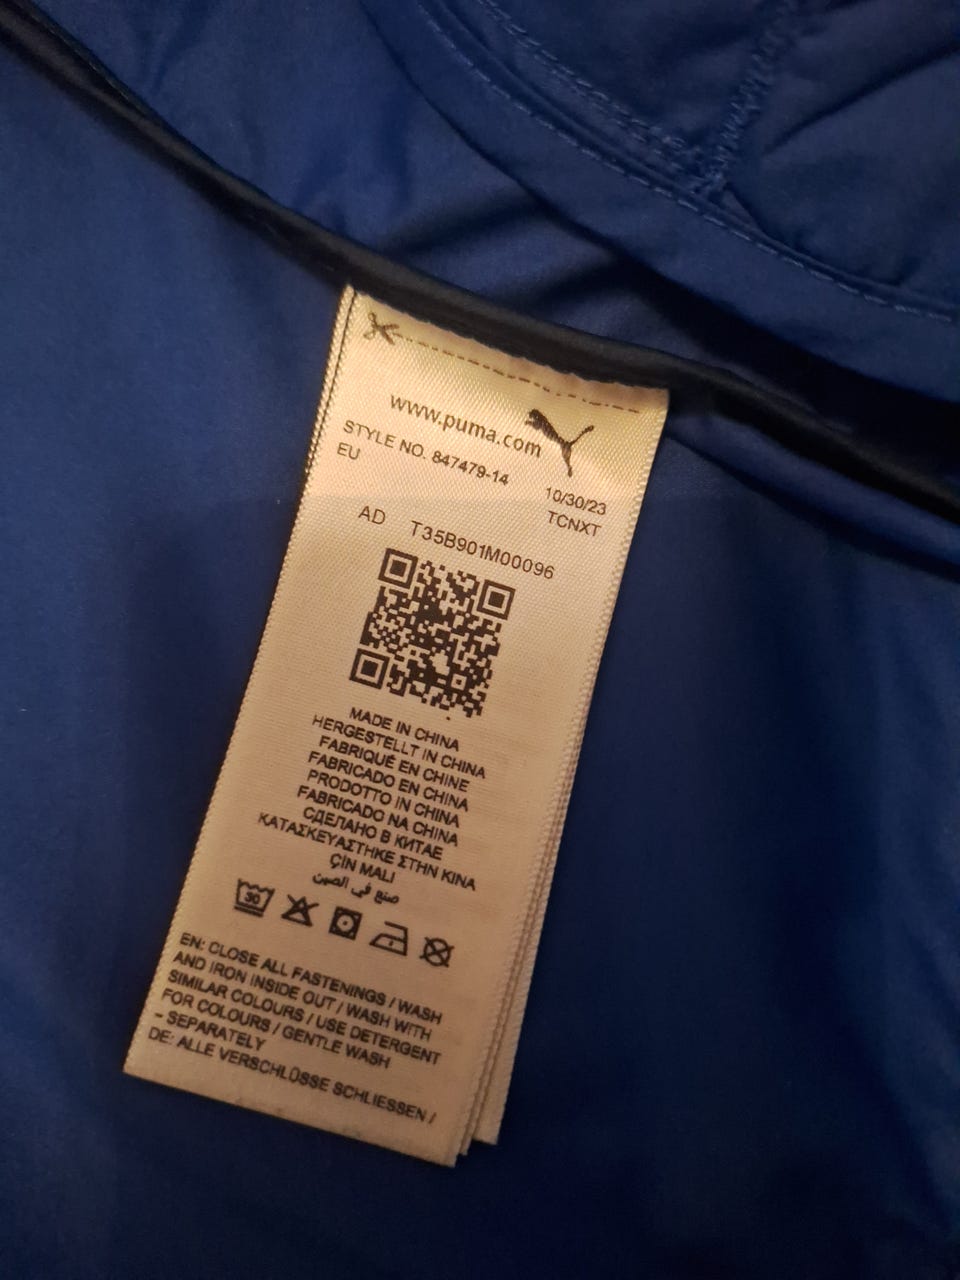 www.puma.com
STYLE NO. 847479-14
EU
10/30/23
TCNXT
AD T35B901M00096
MADE IN CHINA
HERGESTELLT IN CHINA
FABRIQUÉ EN CHINE
FABRICADO EN CHINA
PRODOTTO IN CHINA
FABRICADO NA CHINA
СДЕЛАНО В КИТАЕ
ΚΑΤΑΣΚΕΥΑΣΤΗΚΕ ΣΤΗΝ ΚΙΝΑ
ÇIN MALI
صنع في الصين
30
EN: CLOSE ALL FASTENINGS / WASH
AND IRON INSIDE OUT / WASH WITH
SIMILAR COLOURS / USE DETERGENT
FOR COLOURS / GENTLE WASH
- SEPARATELY
DE: ALLE VERSCHLÜSSE SCHLIESSEN /